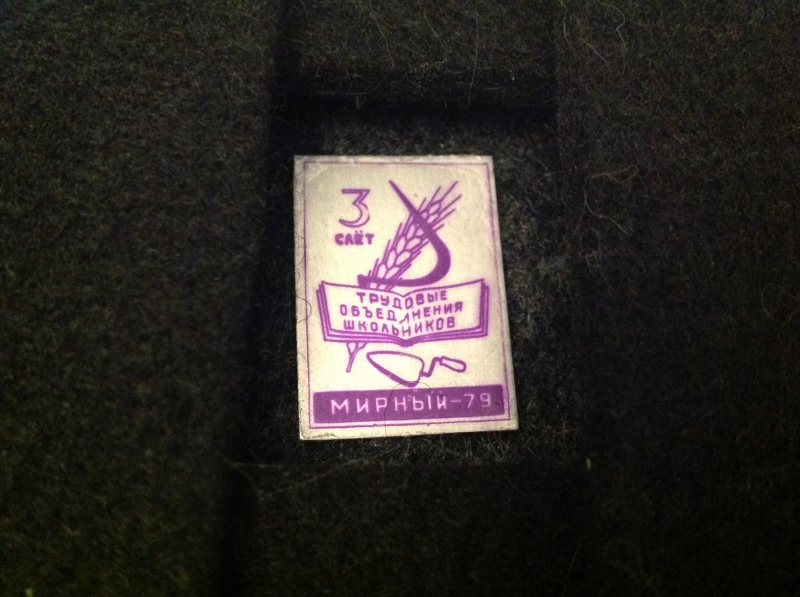 3
СЛЁТ
ТРУДОВЫЕ
ОБЪЕДИНЕНИЯ
ШКОЛЬНИКОВ
МИРНЫЙ-79